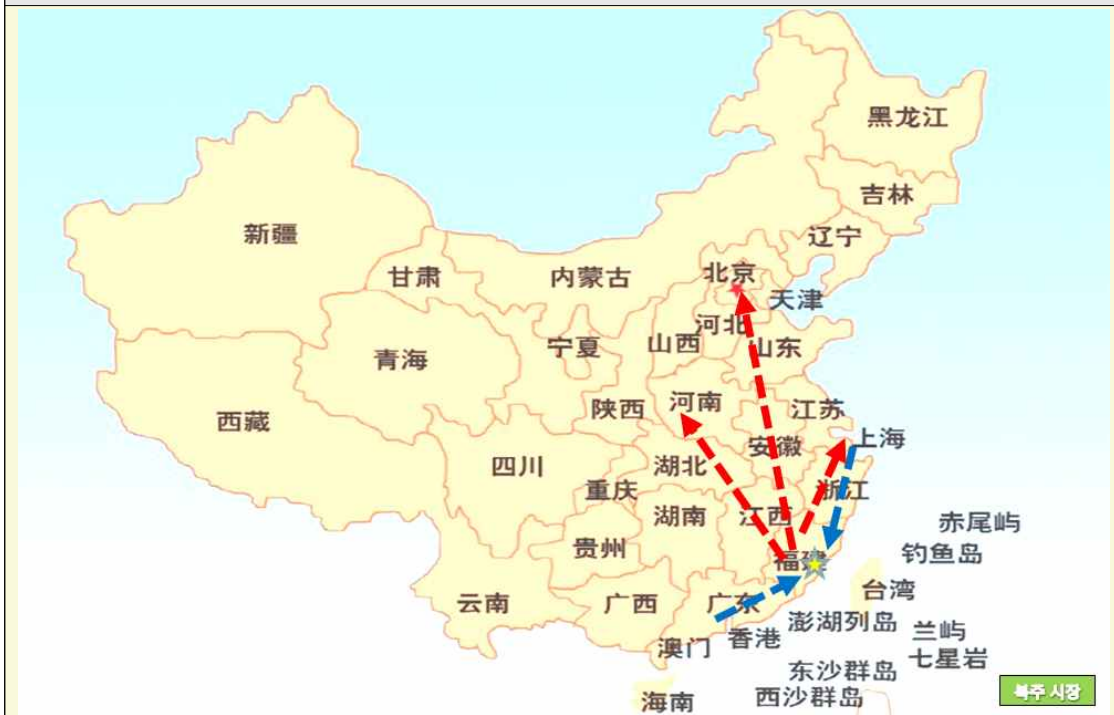 黑龙江
吉林
辽宁
新疆
甘肃
内蒙古
北京
天津
河北
山西
山东
宁夏
青海
陕西
河南
江苏
西藏
安徽
上海
四川
湖北
重庆
浙江
湖南
江西
贵州
福建
赤尾屿
钓鱼岛
台湾
云南
广西
广东
澎湖列岛
兰屿
香港
澳门
七星岩
东沙群岛
海南
西沙群岛
복주 시장